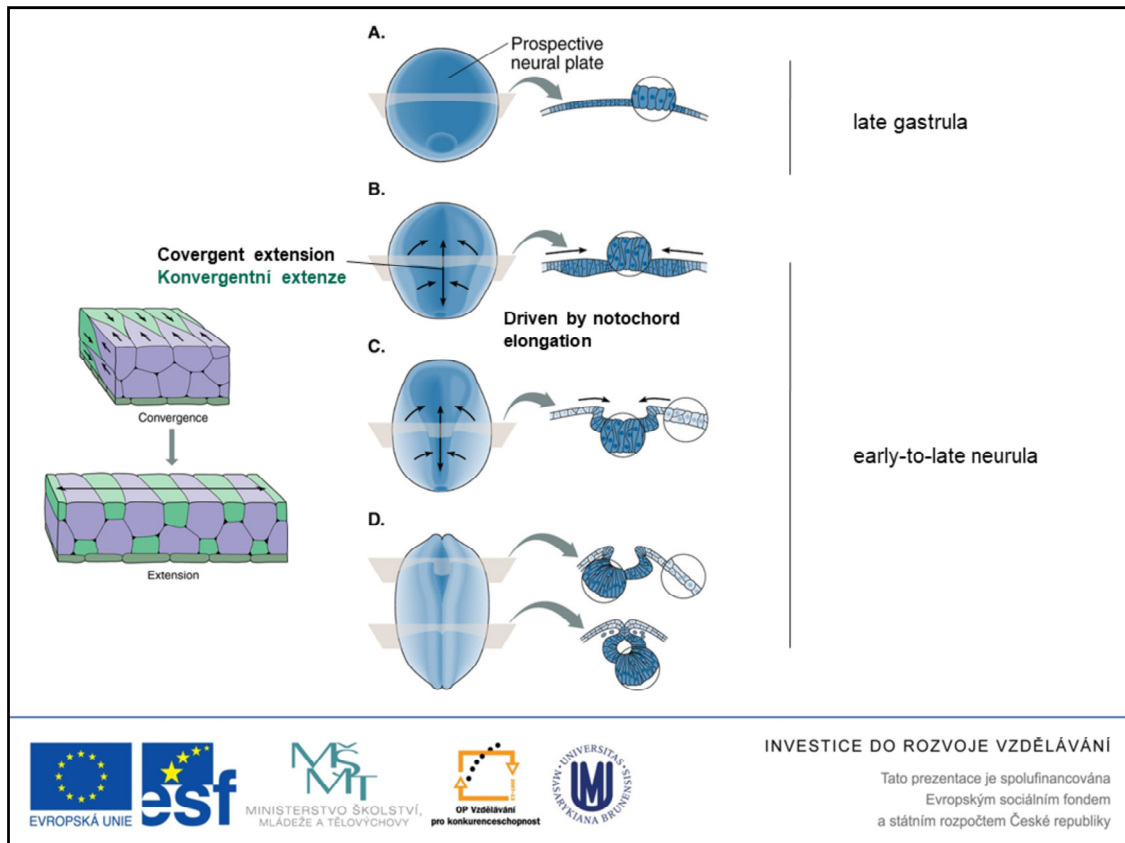 A.
Prospective
neural plate
late gastrula
B.
Covergent extension
Konvergentní extenze
Driven by notochord
elongation
C.
Convergence
early-to-late neurula
D.
Extension
EVROPSKÁ UNIE
esf
MŠMT
MINISTERSTVO ŠKOLSTVÍ,
MLÁDEŽE A TĚLOVÝCHOVY
OP Vzdělávání
pro konkurenceschopnost
UNIVERSITAS
MASARYKIANA BRUNENSIS
INVESTICE DO ROZVOJE VZDĚLÁVÁNÍ
Tato prezentace je spolufinancována
Evropským sociálním fondem
a státním rozpočtem České republiky